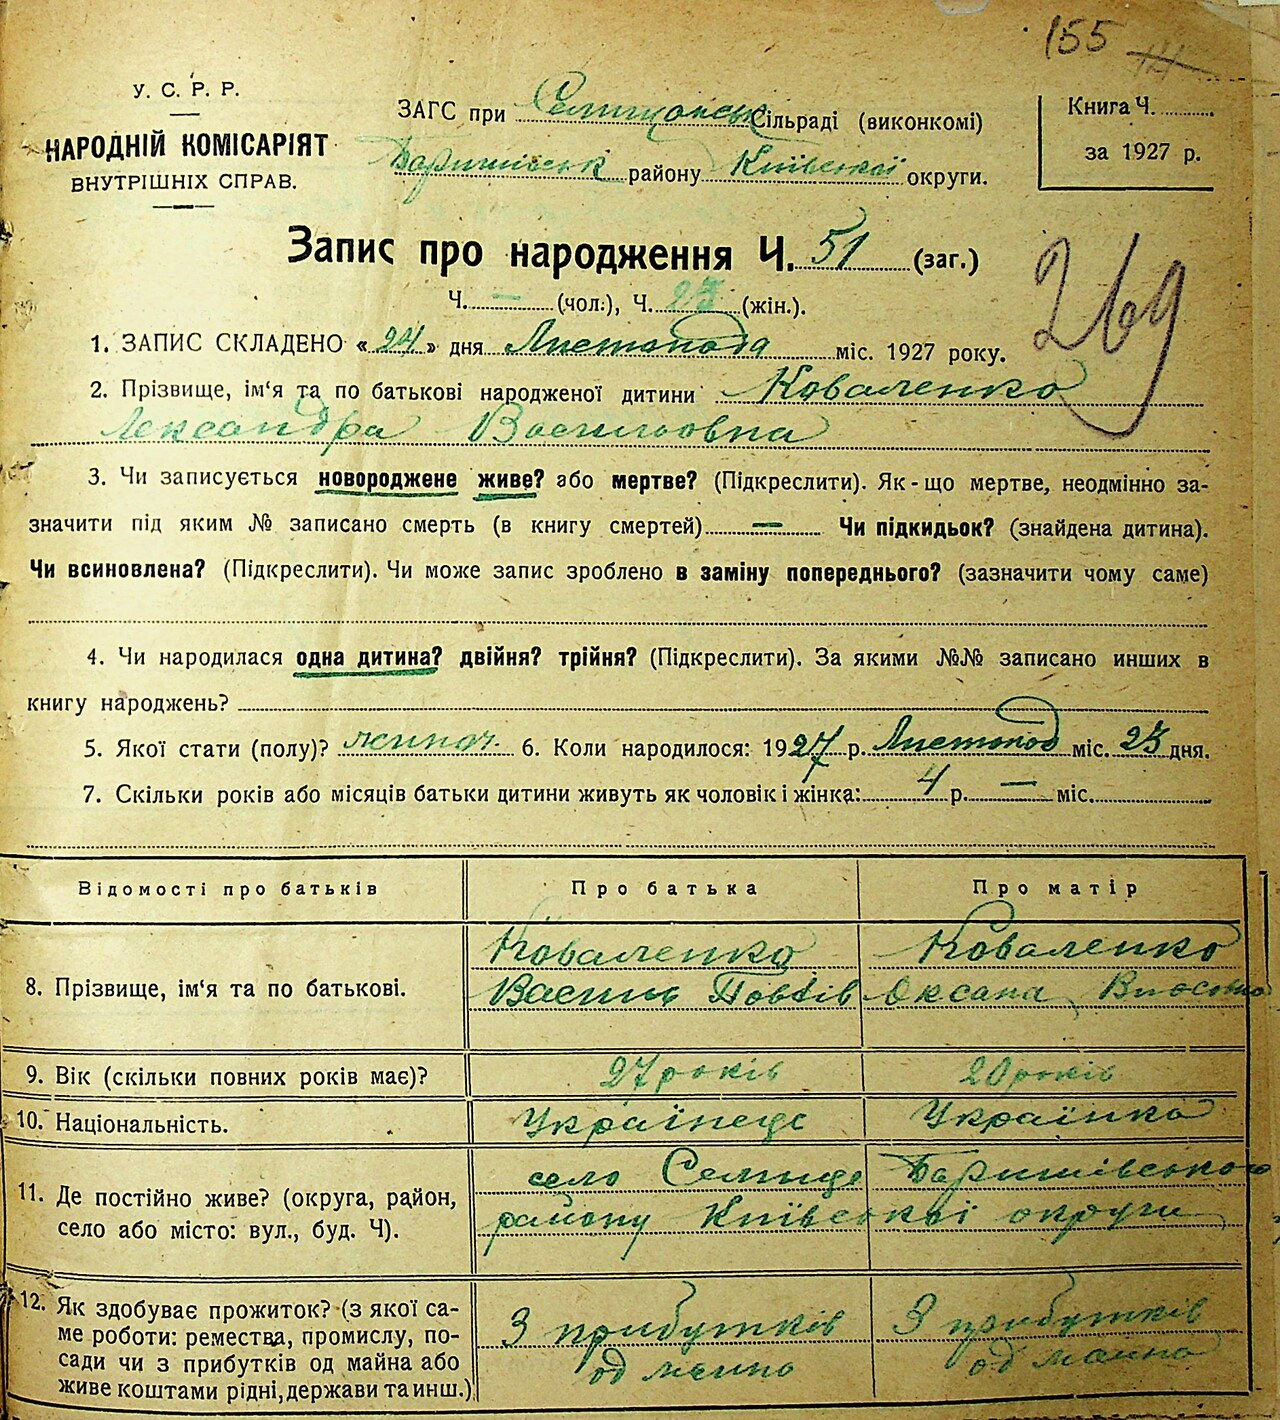 155
У. С. Р. Р.
НАРОДНІЙ КОМІСАРІЯТ
ВНУТРІШНІХ СПРАВ.
ЗАГС при Селищанськ сільраді (виконкомі)
Баришівськ району Київської округи.
Книга Ч.
за 1927 р.
Запис про народження Ч. 51 (заг.)
Ч. — (чол.), Ч. 23 (жін.).
269
1. ЗАПИС СКЛАДЕНО «24» дня Листопода міс. 1927 року.
2. Прізвище, ім'я та по батькові народженої дитини Коваленко
Лександра Васильовна
3. Чи записується новороджене живе? або мертве? (Підкреслити). Як-що мертве, неодмінно за-
значити під яким № записано смерть (в книгу смертей) — Чи підкидьок? (знайдена дитина).
Чи всиновлена? (Підкреслити). Чи може запис зроблено в заміну попереднього? (зазначити чому саме)
4. Чи народилася одна дитина? двійня? трійня? (Підкреслити). За якими №№ записано инших в
книгу народжень?
5. Якої стати (полу)? жіноч. 6. Коли народилося: 1927 р. Листопод міс. 23 дня.
7. Скільки років або місяців батьки дитини живуть як чоловік і жінка: 4 р. — міс.
Відомості про батьків Про батька Про матір
8. Прізвище, ім'я та по батькові.
Коваленко Коваленко
Василь Оксана
9. Вік (скільки повних років має)? 27 років 20 років
10. Національність. Українець Українка
11. Де постійно живе? (округа, район,
село або місто: вул., буд. Ч).
село Селище Баришівського
району Київської округи
12. Як здобуває прожиток? (з якої са-
ме роботи: ремества, промислу, по-
сади чи з прибутків од майна або
живе коштами рідні, держави та инш.)
З прибутків З прибутків
од майна од майна